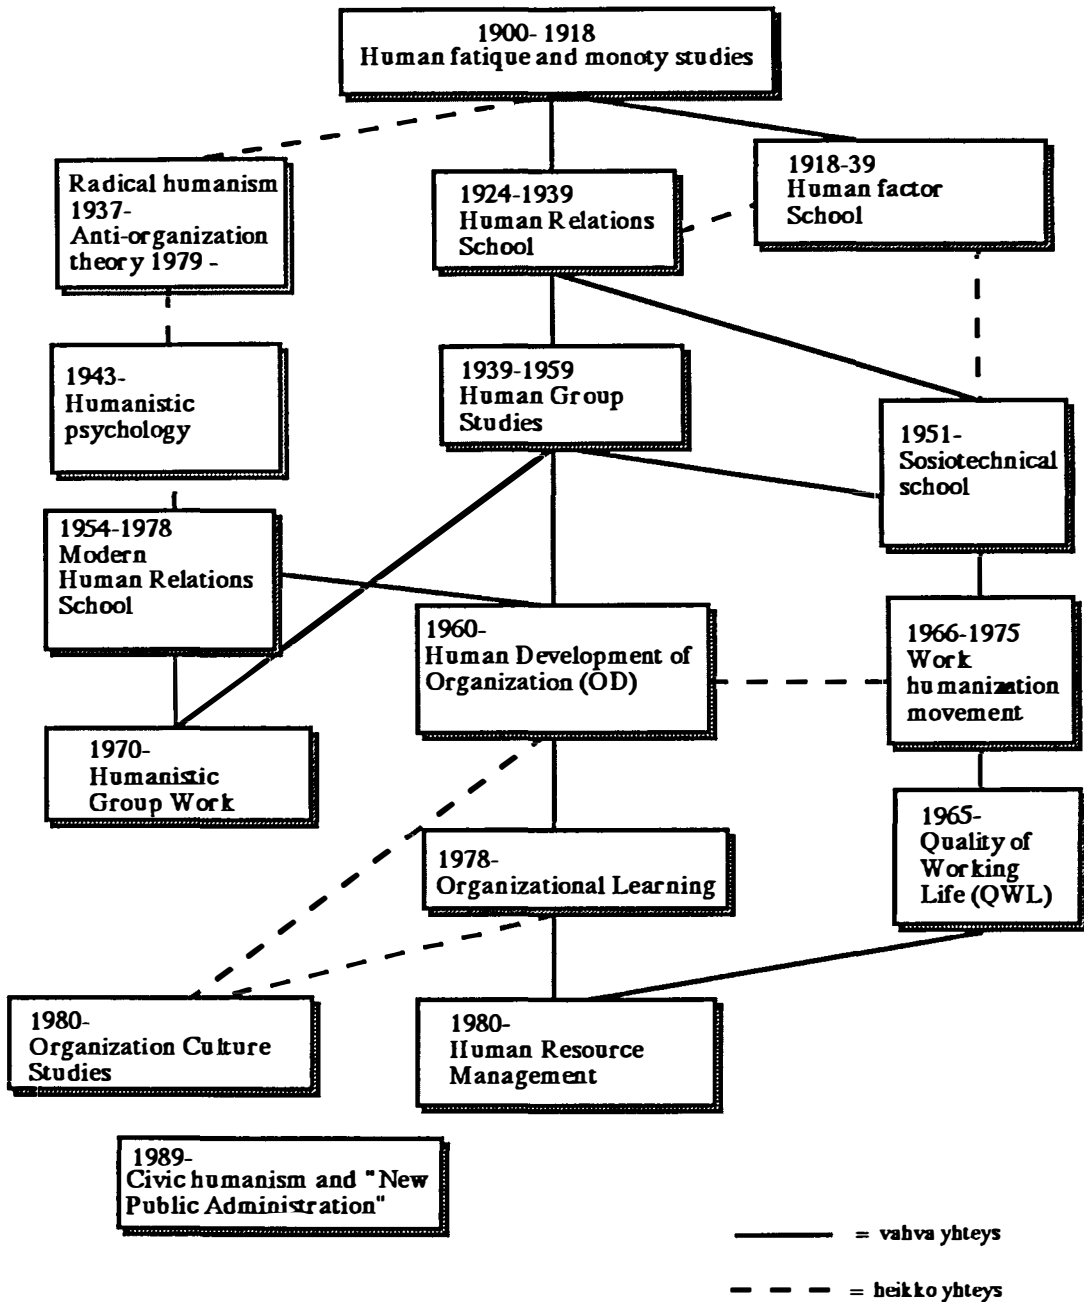 1900- 1918
Human fatique and monoty studies
Radical humanism
1937-
Anti-organization
theory 1979 -
1924-1939
Human Relations
School
1918-39
Human factor
School
1943-
Humanistic
psychology
1939-1959
Human Group
Studies
1951-
Sosiotechnical
school
1954-1978
Modern
Human Relations
School
1960-
Human Development of
Organization (OD)
1966-1975
Work
humanization
movement
1970-
Humanistic
Group Work
1978-
Organizational Learning
1965-
Quality of
Working
Life (QWL)
1980-
Organization Culture
Studies
1980-
Human Resource
Management
1989-
Civic humanism and "New
Public Administration"
= vahva yhteys
= heikko yhteys